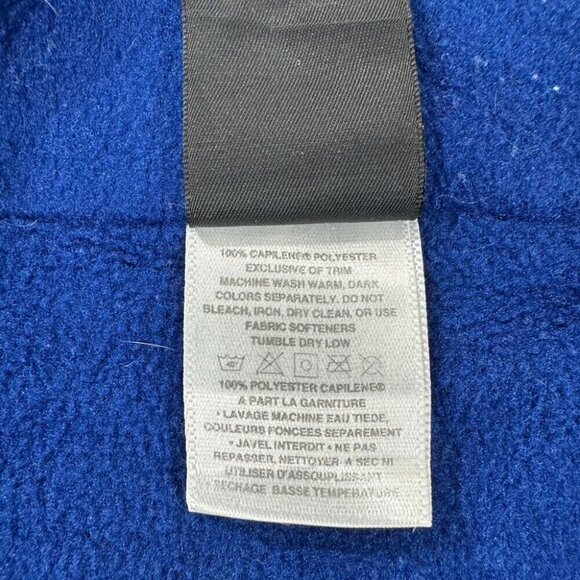 100% CAPILENE® POLYESTER
EXCLUSIVE OF TRIM
MACHINE WASH WARM, DARK
COLORS SEPARATELY. DO NOT
BLEACH, IRON, DRY CLEAN, OR USE
FABRIC SOFTENERS
TUMBLE DRY LOW
100% POLYESTER CAPILENE®
A PART LA GARNITURE
• LAVAGE MACHINE EAU TIEDE,
COULEURS FONCEES SEPAREMENT
• JAVEL INTERDIT • NE PAS
REPASSER, NETTOYER A SEC NI
UTILISER D'ASSOUPLISSANT
• SECHAGE BASSE TEMPERATURE